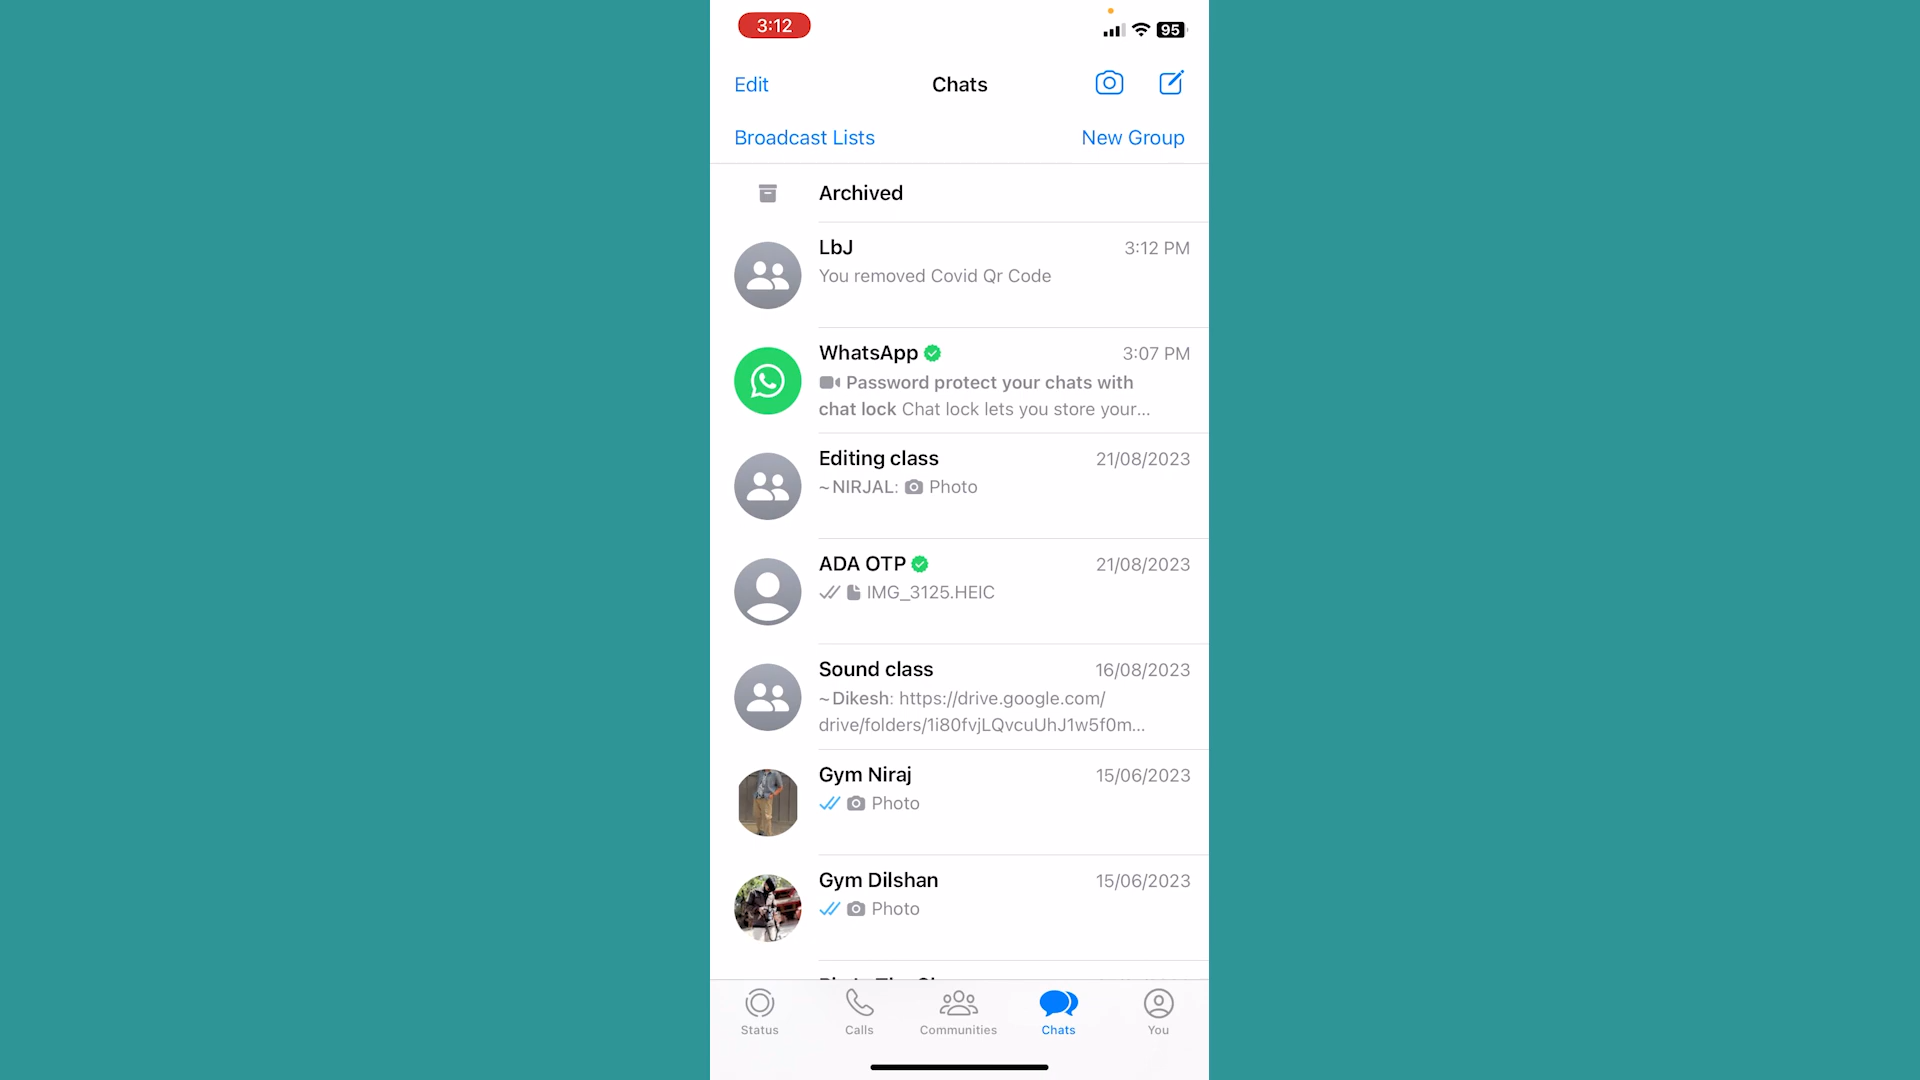 3:12
95
Edit
Chats
Broadcast Lists
New Group
Archived
LbJ
3:12 PM
You removed Covid Qr Code
WhatsApp
3:07 PM
Password protect your chats with
chat lock Chat lock lets you store your...
Editing class
21/08/2023
~NIRJAL: Photo
ADA OTP
21/08/2023
IMG_3125.HEIC
Sound class
16/08/2023
~Dikesh: https://drive.google.com/
drive/folders/1i80fvjLQvcuUhJ1w5f0m...
Gym Niraj
15/06/2023
Photo
Gym Dilshan
15/06/2023
Photo
Status
Calls
Communities
Chats
You